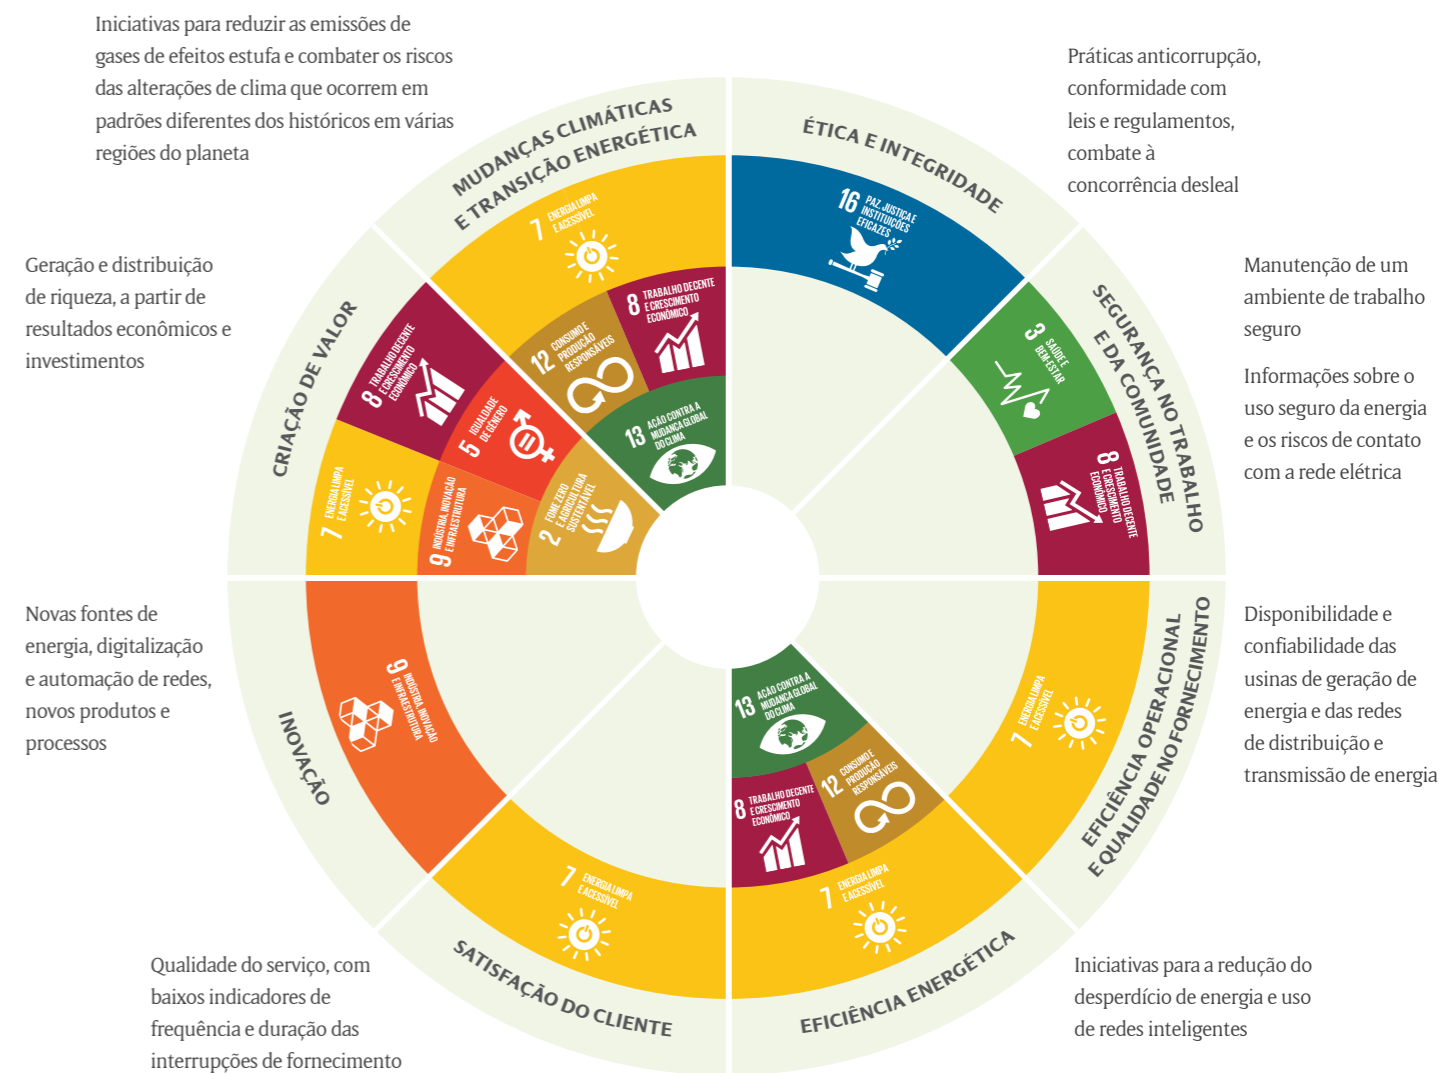 Iniciativas para reduzir as emissões de
gases de efeitos estufa e combater os riscos
das alterações de clima que ocorrem em
padrões diferentes dos históricos em várias
regiões do planeta
MUDANÇAS CLIMÁTICAS
E TRANSIÇÃO ENERGÉTICA
7 ENERGIA LIMPA
E ACESSÍVEL
12 CONSUMO E
PRODUÇÃO
RESPONSÁVEIS
8 TRABALHO DECENTE
E CRESCIMENTO
ECONÔMICO
13 AÇÃO CONTRA A
MUDANÇA GLOBAL
DO CLIMA
Práticas anticorrupção,
conformidade com
leis e regulamentos,
combate à
concorrência desleal
ÉTICA E INTEGRIDADE
16 PAZ, JUSTIÇA E
INSTITUIÇÕES
EFICAZES
Manutenção de um
ambiente de trabalho
seguro
Informações sobre o
uso seguro da energia
e os riscos de contato
com a rede elétrica
SEGURANÇA NO TRABALHO
E DA COMUNIDADE
3 SAÚDE E
BEM-ESTAR
8 TRABALHO DECENTE
E CRESCIMENTO
ECONÔMICO
Disponibilidade e
confiabilidade das
usinas de geração de
energia e das redes
de distribuição e
transmissão de energia
EFICIÊNCIA OPERACIONAL
E QUALIDADE NO FORNECIMENTO
7 ENERGIA LIMPA
E ACESSÍVEL
Iniciativas para a redução do
desperdício de energia e uso
de redes inteligentes
EFICIÊNCIA ENERGÉTICA
13 AÇÃO CONTRA A
MUDANÇA GLOBAL
DO CLIMA
8 TRABALHO DECENTE
E CRESCIMENTO
ECONÔMICO
12 CONSUMO E
PRODUÇÃO
RESPONSÁVEIS
7 ENERGIA LIMPA
E ACESSÍVEL
Qualidade do serviço, com
baixos indicadores de
frequência e duração das
interrupções de fornecimento
SATISFAÇÃO DO CLIENTE
7 ENERGIA LIMPA
E ACESSÍVEL
Novas fontes de
energia, digitalização
e automação de redes,
novos produtos e
processos
INOVAÇÃO
9 INDÚSTRIA, INOVAÇÃO
E INFRAESTRUTURA
Geração e distribuição
de riqueza, a partir de
resultados econômicos e
investimentos
CRIAÇÃO DE VALOR
8 TRABALHO DECENTE
E CRESCIMENTO
ECONÔMICO
5 IGUALDADE
DE GÊNERO
7 ENERGIA LIMPA
E ACESSÍVEL
9 INDÚSTRIA, INOVAÇÃO
E INFRAESTRUTURA
2 FOME ZERO
E AGRICULTURA
SUSTENTÁVEL